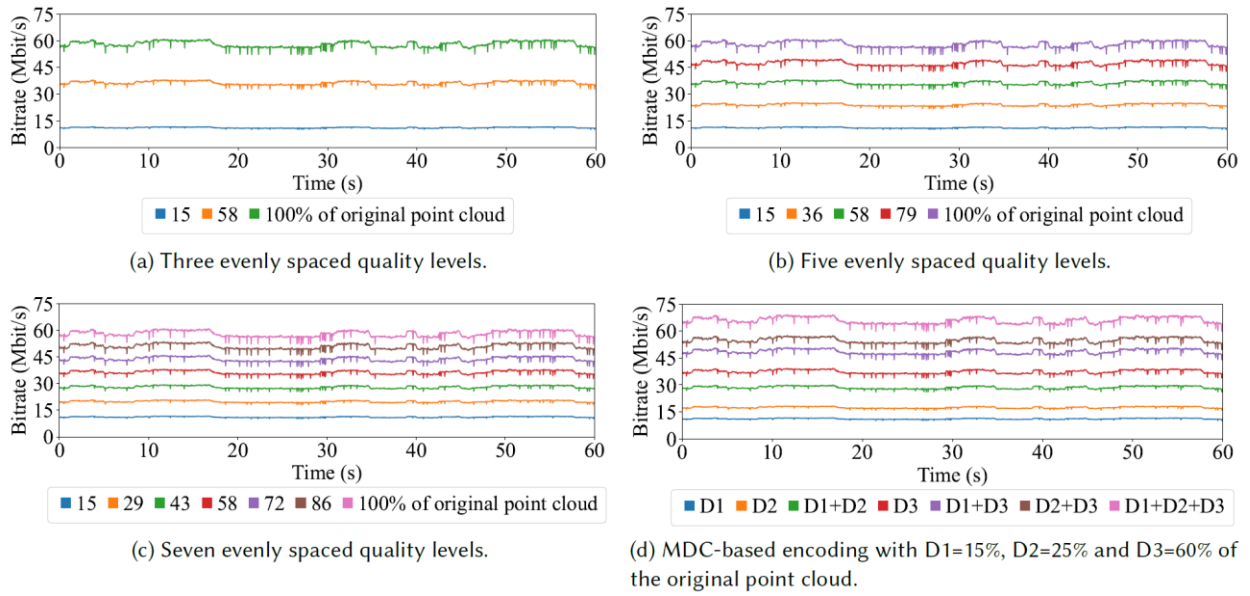 75
60
45
30
15
0
Bitrate (Mbit/s)
0 10 20 30 40 50 60
Time (s)
15 58 100% of original point cloud
(a) Three evenly spaced quality levels.
75
60
45
30
15
0
Bitrate (Mbit/s)
0 10 20 30 40 50 60
Time (s)
15 36 58 79 100% of original point cloud
(b) Five evenly spaced quality levels.
75
60
45
30
15
0
Bitrate (Mbit/s)
0 10 20 30 40 50 60
Time (s)
15 29 43 58 72 86 100% of original point cloud
(c) Seven evenly spaced quality levels.
75
60
45
30
15
0
Bitrate (Mbit/s)
0 10 20 30 40 50 60
Time (s)
D1 D2 D1+D2 D3 D1+D3 D2+D3 D1+D2+D3
(d) MDC-based encoding with D1=15%, D2=25% and D3=60% of
the original point cloud.